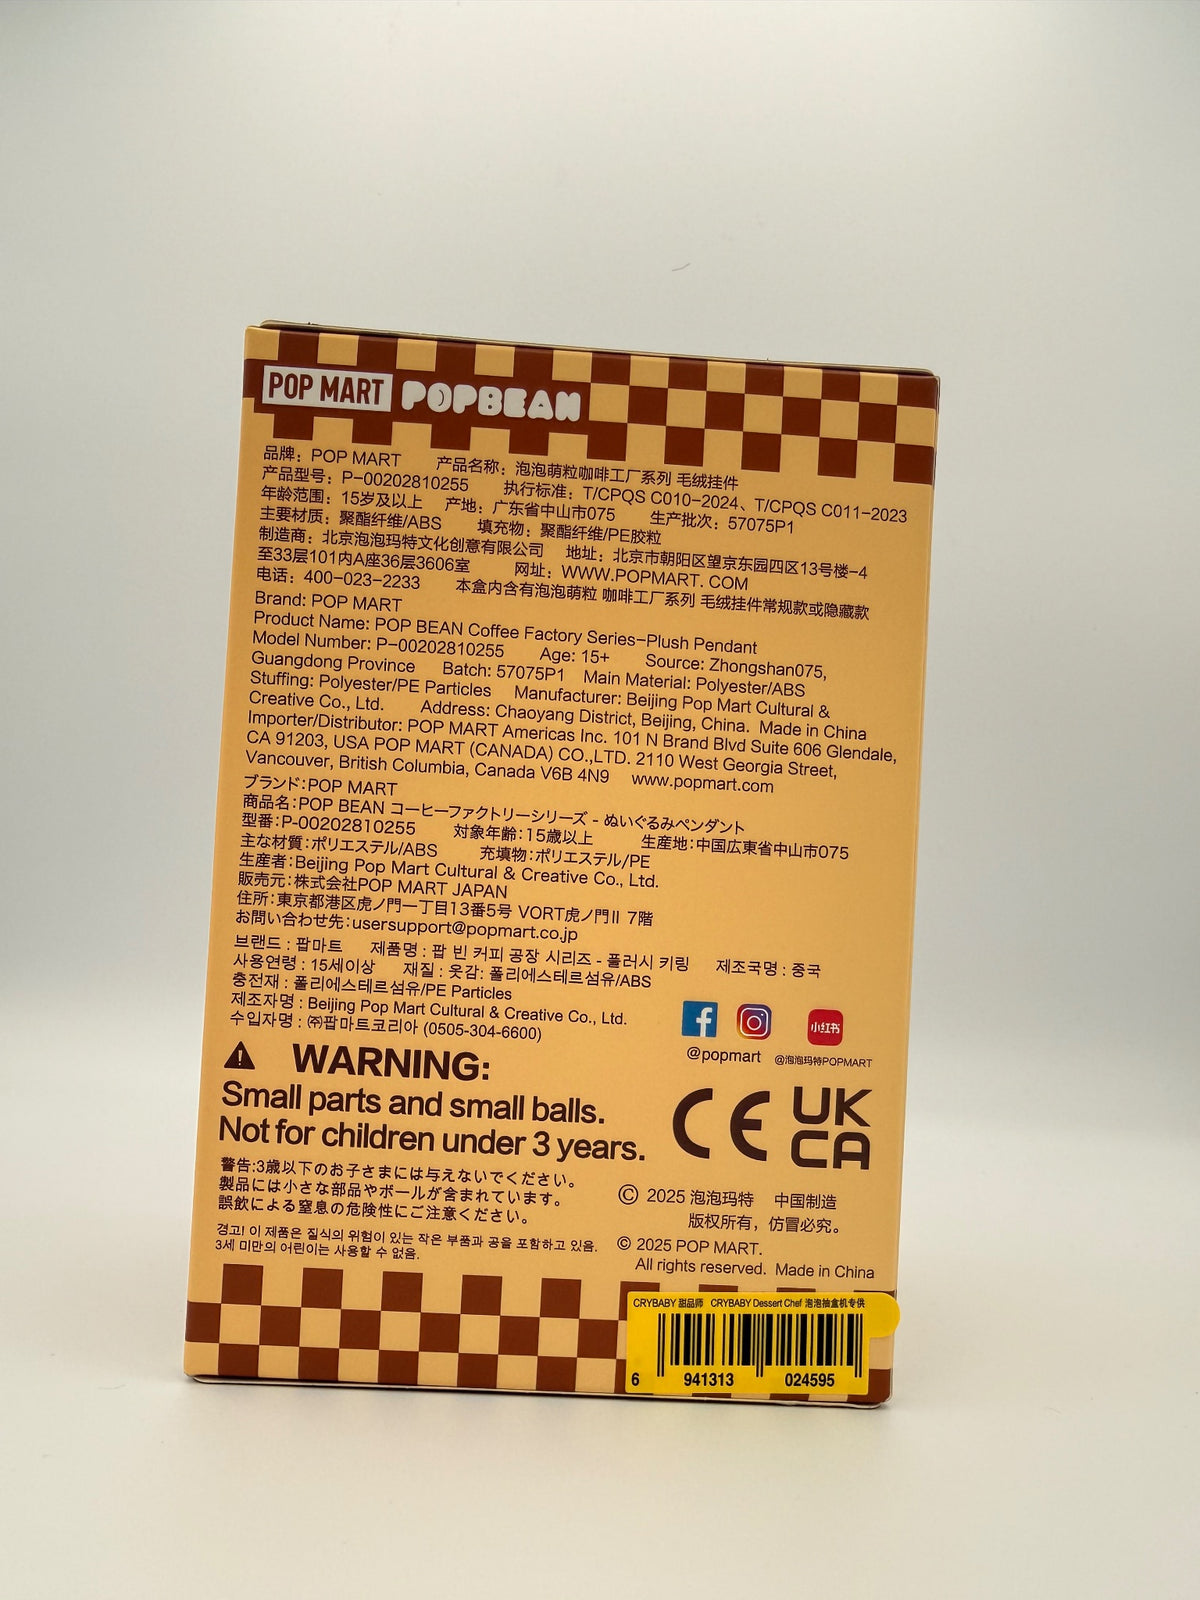 POP MART POPBEAN
品牌：POP MART 产品名称：泡泡萌粒咖啡工厂系列 毛绒挂件
产品型号：P-00202810255 执行标准：T/CPQS C010-2024、T/CPQS C011-2023
年龄范围：15岁及以上 产地：广东省中山市075 生产批次：57075P1
主要材质：聚酯纤维/ABS 填充物：聚酯纤维/PE胶粒
制造商：北京泡泡玛特文化创意有限公司 地址：北京市朝阳区望京东园四区13号楼-4
至33层101内A座36层3606室 网址：WWW.POPMART. COM
电话：400-023-2233 本盒内含有泡泡萌粒 咖啡工厂系列 毛绒挂件常规款或隐藏款
Brand: POP MART
Product Name: POP BEAN Coffee Factory Series-Plush Pendant
Model Number: P-00202810255 Age: 15+ Source: Zhongshan075,
Guangdong Province Batch: 57075P1 Main Material: Polyester/ABS
Stuffing: Polyester/PE Particles Manufacturer: Beijing Pop Mart Cultural &
Creative Co., Ltd. Address: Chaoyang District, Beijing, China. Made in China
Importer/Distributor: POP MART Americas Inc. 101 N Brand Blvd Suite 606 Glendale,
CA 91203, USA POP MART (CANADA) CO.,LTD. 2110 West Georgia Street,
Vancouver, British Columbia, Canada V6B 4N9 www.popmart.com
ブランド:POP MART
商品名:POP BEAN コーヒーファクトリーシリーズ - ぬいぐるみペンダント
型番:P-00202810255 対象年齢:15歳以上 生産地:中国広東省中山市075
主な材質:ポリエステル/ABS 充填物:ポリエステル/PE
生産者:Beijing Pop Mart Cultural & Creative Co., Ltd.
販売元:株式会社POP MART JAPAN
住所:東京都港区虎ノ門一丁目13番5号 VORT虎ノ門II 7階
お問い合わせ先:usersupport@popmart.co.jp
브랜드 : 팝마트 제품명 : 팝 빈 커피 공장 시리즈 - 플러시 키링 제조국명 : 중국
사용연령 : 15세이상 재질 : 옷감: 폴리에스테르섬유/ABS
충전재 : 폴리에스테르섬유/PE Particles
제조자명 : Beijing Pop Mart Cultural & Creative Co., Ltd.
수입자명 : ㈜팝마트코리아 (0505-304-6600)
小红书
@popmart @泡泡玛特POPMART
WARNING:
Small parts and small balls.
Not for children under 3 years.
CE UK
CA
警告:3歳以下のお子さまには与えないでください。
製品には小さな部品やボールが含まれています。
誤飲による窒息の危険性にご注意ください。
경고! 이 제품은 질식의 위험이 있는 작은 부품과 공을 포함하고 있음.
3세 미만의 어린이는 사용할 수 없음.
© 2025 泡泡玛特 中国制造
版权所有，仿冒必究。
© 2025 POP MART.
All rights reserved. Made in China
CRYBABY 甜品师 CRYBABY Dessert Chef 泡泡抽盒机专供
6 941313 024595